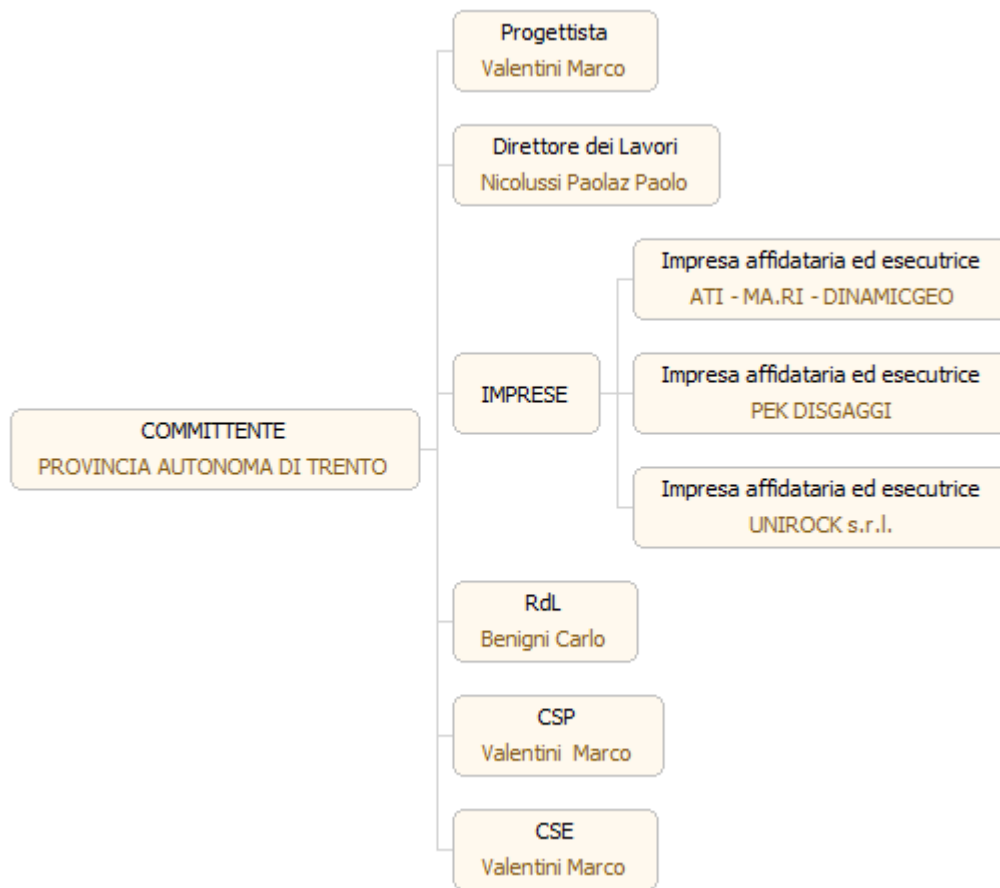 Progettista
Valentini Marco
Direttore dei Lavori
Nicolussi Paolaz Paolo
Impresa affidataria ed esecutrice
ATI - MA.RI - DINAMICGEO
IMPRESE
Impresa affidataria ed esecutrice
PEK DISGAGGI
COMMITTENTE
PROVINCIA AUTONOMA DI TRENTO
Impresa affidataria ed esecutrice
UNIROCK s.r.l.
RdL
Benigni Carlo
CSP
Valentini  Marco
CSE
Valentini Marco